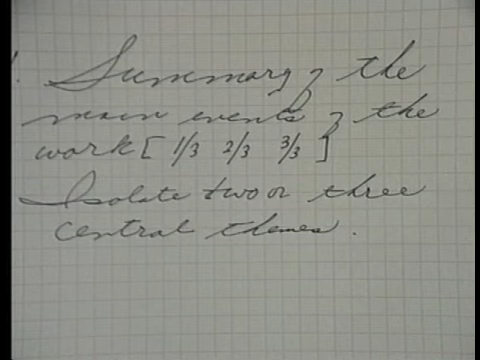 Summary of the
main events of the
work [ 1/3 2/3 3/3 ]
Isolate two or three
central themes.